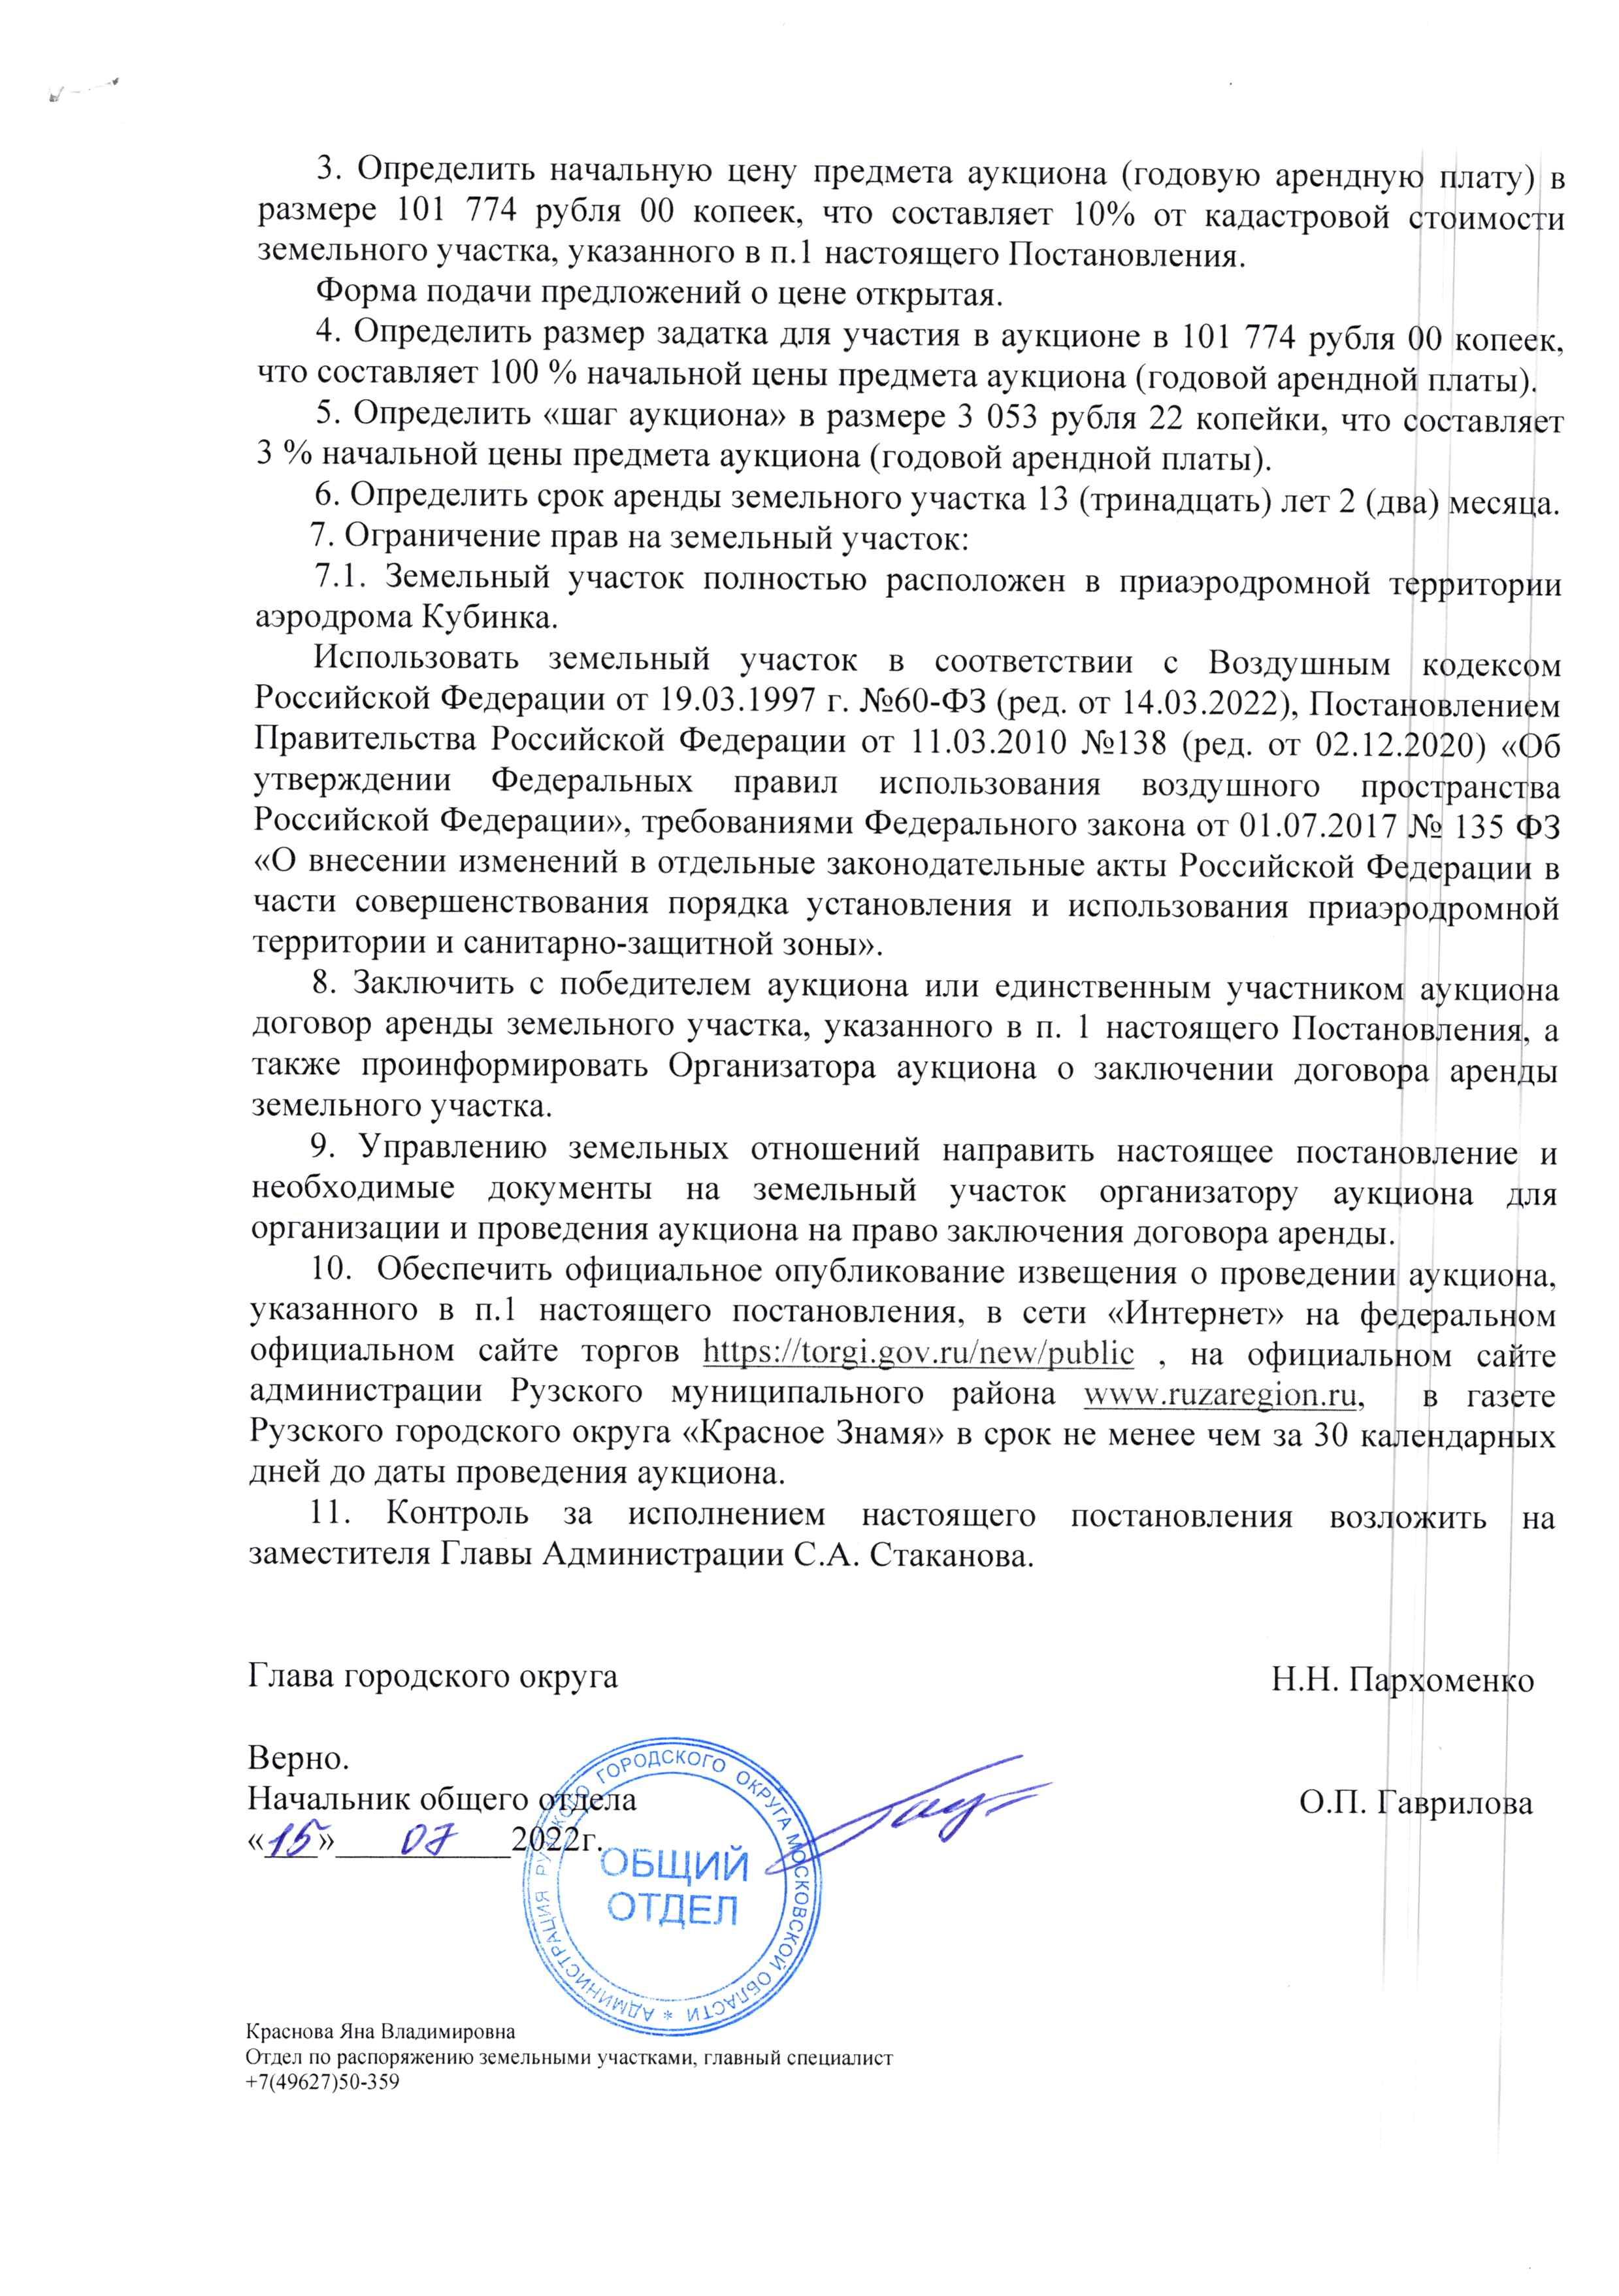 3. Определить начальную цену предмета аукциона (годовую арендную плату) в
размере 101 774 рубля 00 копеек, что составляет 10% от кадастровой стоимости
земельного участка, указанного в п.1 настоящего Постановления.
Форма подачи предложений о цене открытая.
4. Определить размер задатка для участия в аукционе в 101 774 рубля 00 копеек,
что составляет 100 % начальной цены предмета аукциона (годовой арендной платы).
5. Определить «шаг аукциона» в размере 3 053 рубля 22 копейки, что составляет
3 % начальной цены предмета аукциона (годовой арендной платы).
6. Определить срок аренды земельного участка 13 (тринадцать) лет 2 (два) месяца.
7. Ограничение прав на земельный участок:
7.1. Земельный участок полностью расположен в приаэродромной территории
аэродрома Кубинка.
Использовать земельный участок в соответствии с Воздушным кодексом
Российской Федерации от 19.03.1997 г. №60-ФЗ (ред. от 14.03.2022), Постановлением
Правительства Российской Федерации от 11.03.2010 №138 (ред. от 02.12.2020) «Об
утверждении Федеральных правил использования воздушного пространства
Российской Федерации», требованиями Федерального закона от 01.07.2017 № 135 ФЗ
«О внесении изменений в отдельные законодательные акты Российской Федерации в
части совершенствования порядка установления и использования приаэродромной
территории и санитарно-защитной зоны».
8. Заключить с победителем аукциона или единственным участником аукциона
договор аренды земельного участка, указанного в п. 1 настоящего Постановления, а
также проинформировать Организатора аукциона о заключении договора аренды
земельного участка.
9. Управлению земельных отношений направить настоящее постановление и
необходимые документы на земельный участок организатору аукциона для
организации и проведения аукциона на право заключения договора аренды.
10. Обеспечить официальное опубликование извещения о проведении аукциона,
указанного в п.1 настоящего постановления, в сети «Интернет» на федеральном
официальном сайте торгов https://torgi.gov.ru/new/public , на официальном сайте
администрации Рузского муниципального района www.ruzaregion.ru, в газете
Рузского городского округа «Красное Знамя» в срок не менее чем за 30 календарных
дней до даты проведения аукциона.
11. Контроль за исполнением настоящего постановления возложить на
заместителя Главы Администрации С.А. Стаканова.
Глава городского округа Н.Н. Пархоменко
Верно.
Начальник общего отдела О.П. Гаврилова
«15» 07 2022г.
АДМИНИСТРАЦИЯ РУЗСКОГО ГОРОДСКОГО ОКРУГА МОСКОВСКОЙ ОБЛАСТИ *
ОБЩИЙ
ОТДЕЛ
Краснова Яна Владимировна
Отдел по распоряжению земельными участками, главный специалист
+7(49627)50-359